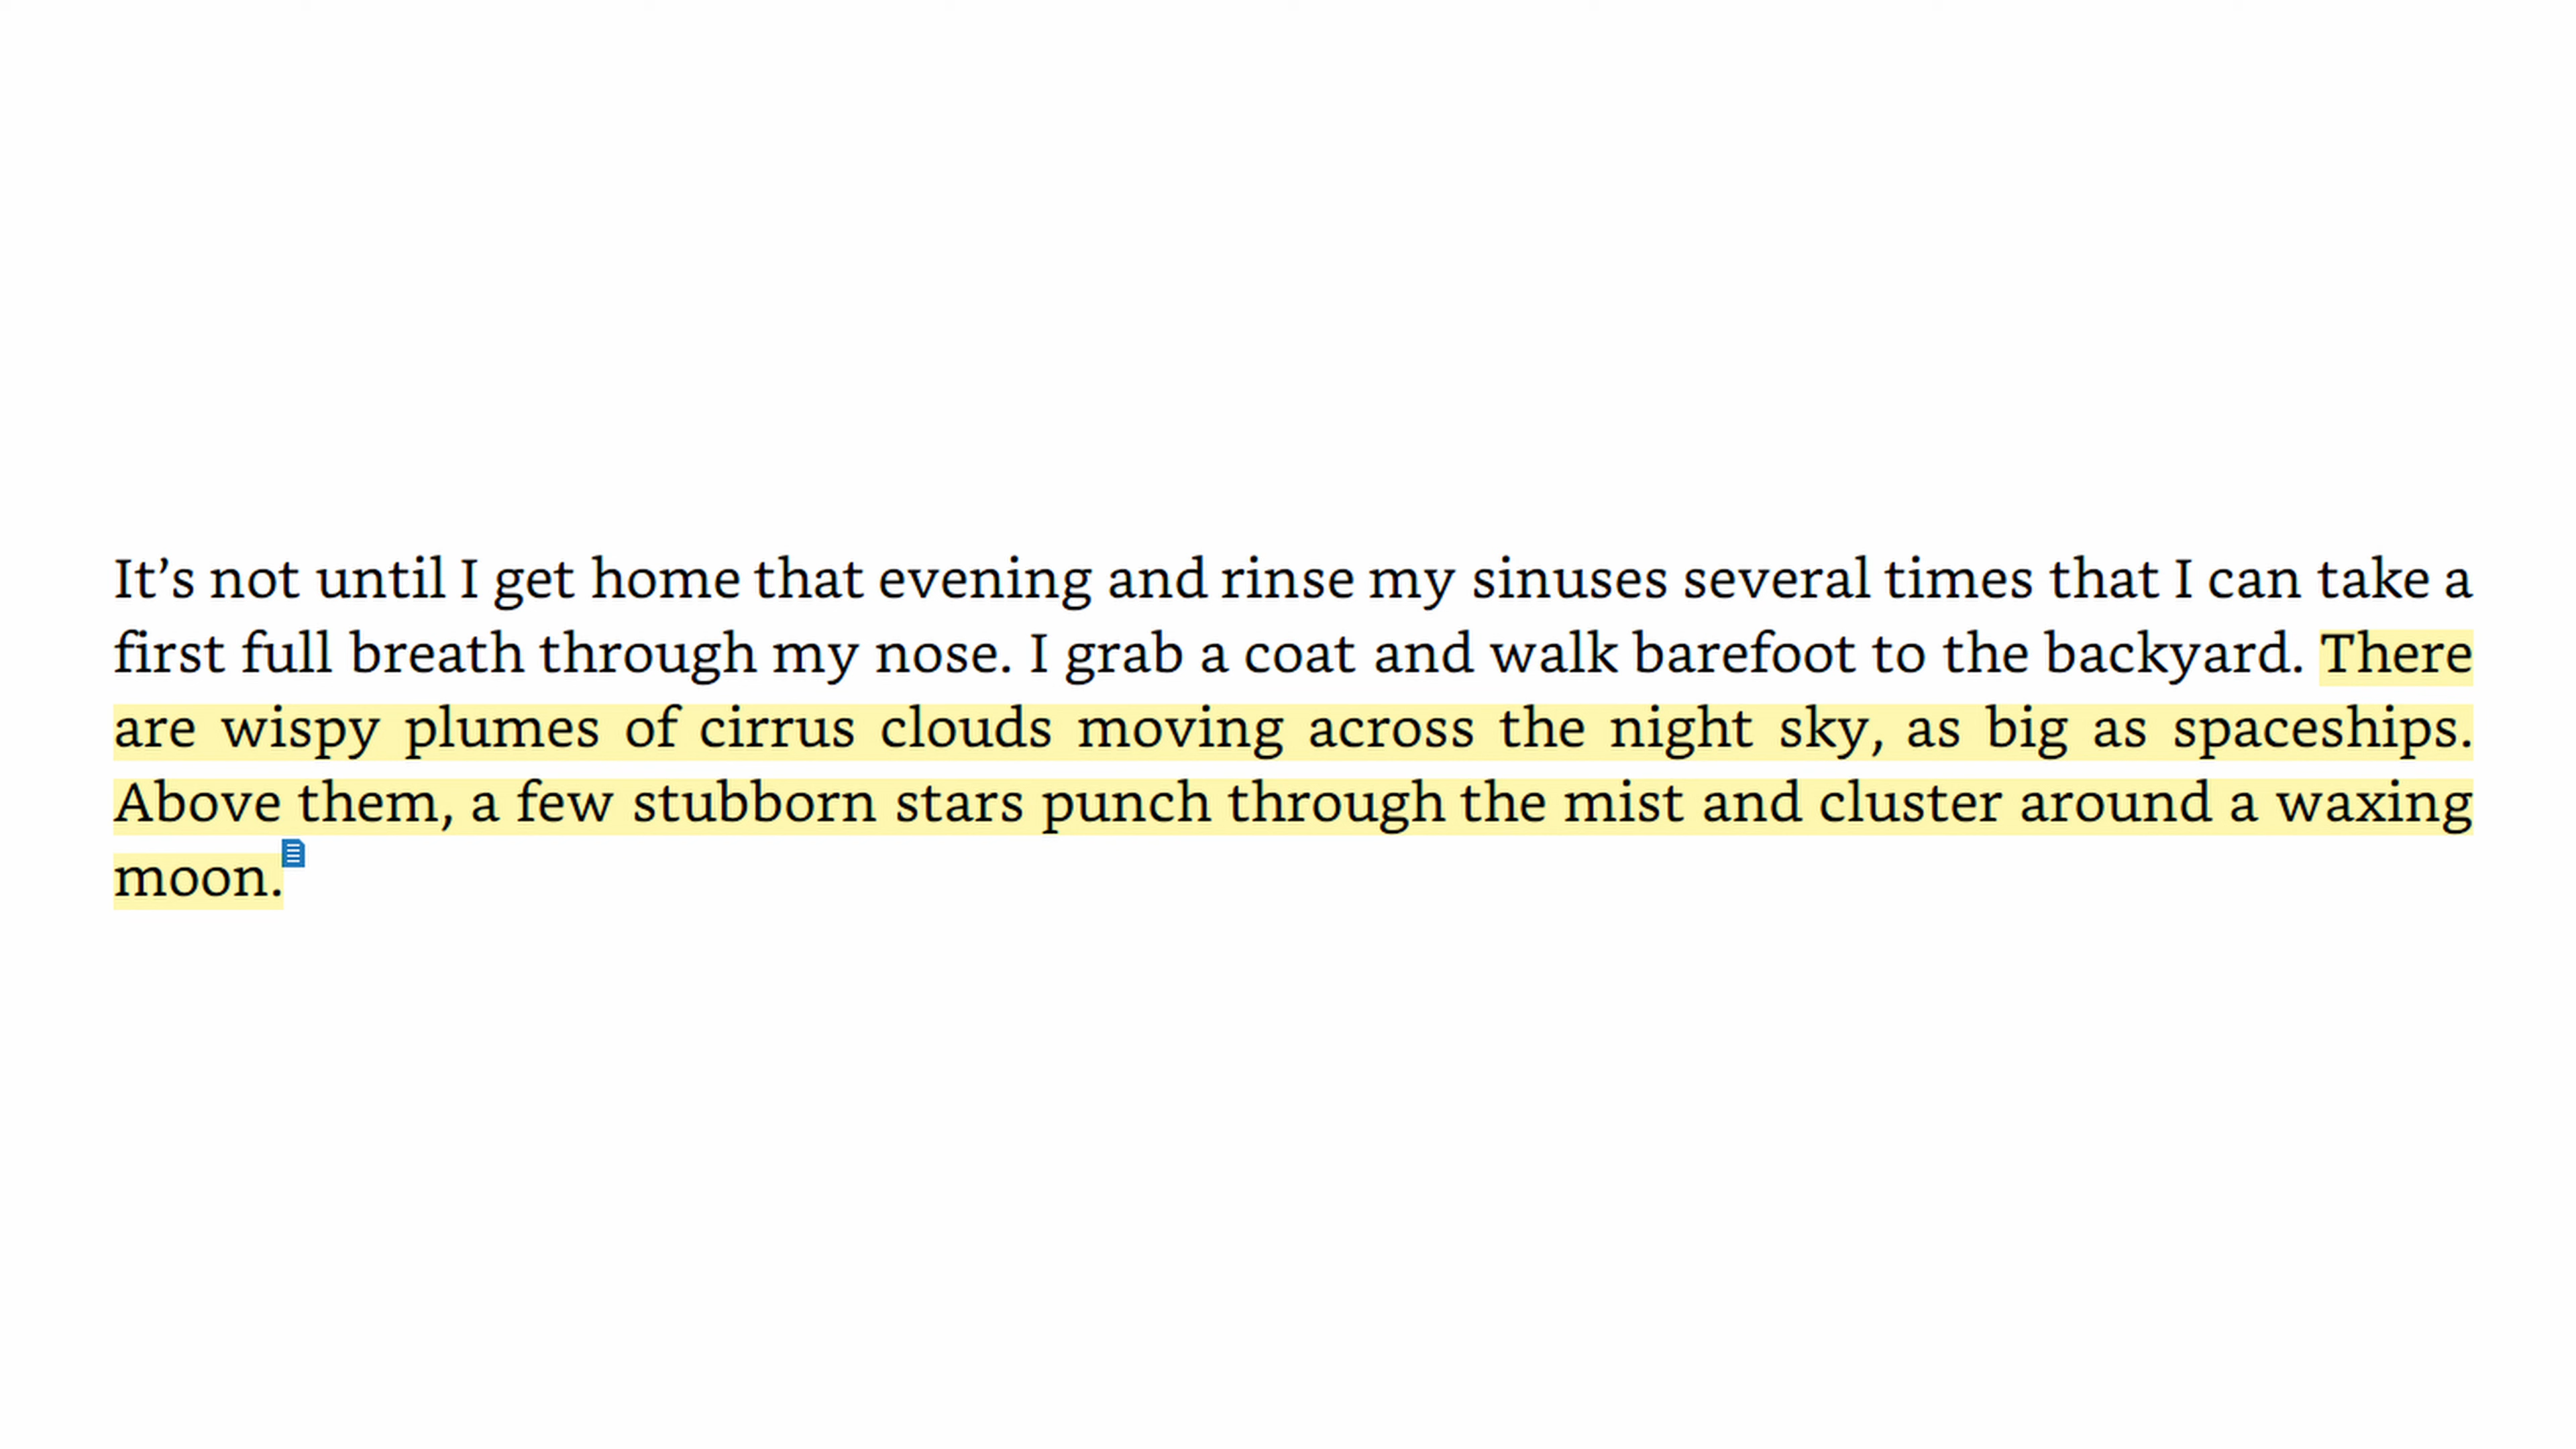 It’s not until I get home that evening and rinse my sinuses several times that I can take a
first full breath through my nose. I grab a coat and walk barefoot to the backyard. There
are wispy plumes of cirrus clouds moving across the night sky, as big as spaceships.
Above them, a few stubborn stars punch through the mist and cluster around a waxing
moon.